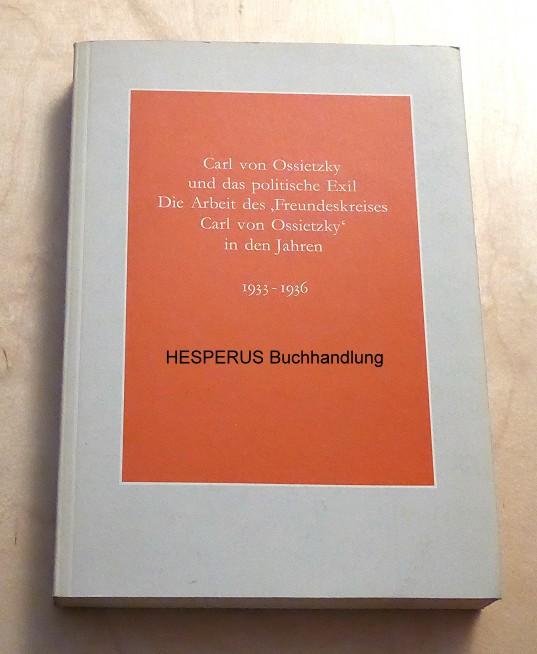 Carl von Ossietzky
und das politische Exil
Die Arbeit des ‚Freundeskreises
Carl von Ossietzky‘
in den Jahren
1933–1936
HESPERUS Buchhandlung